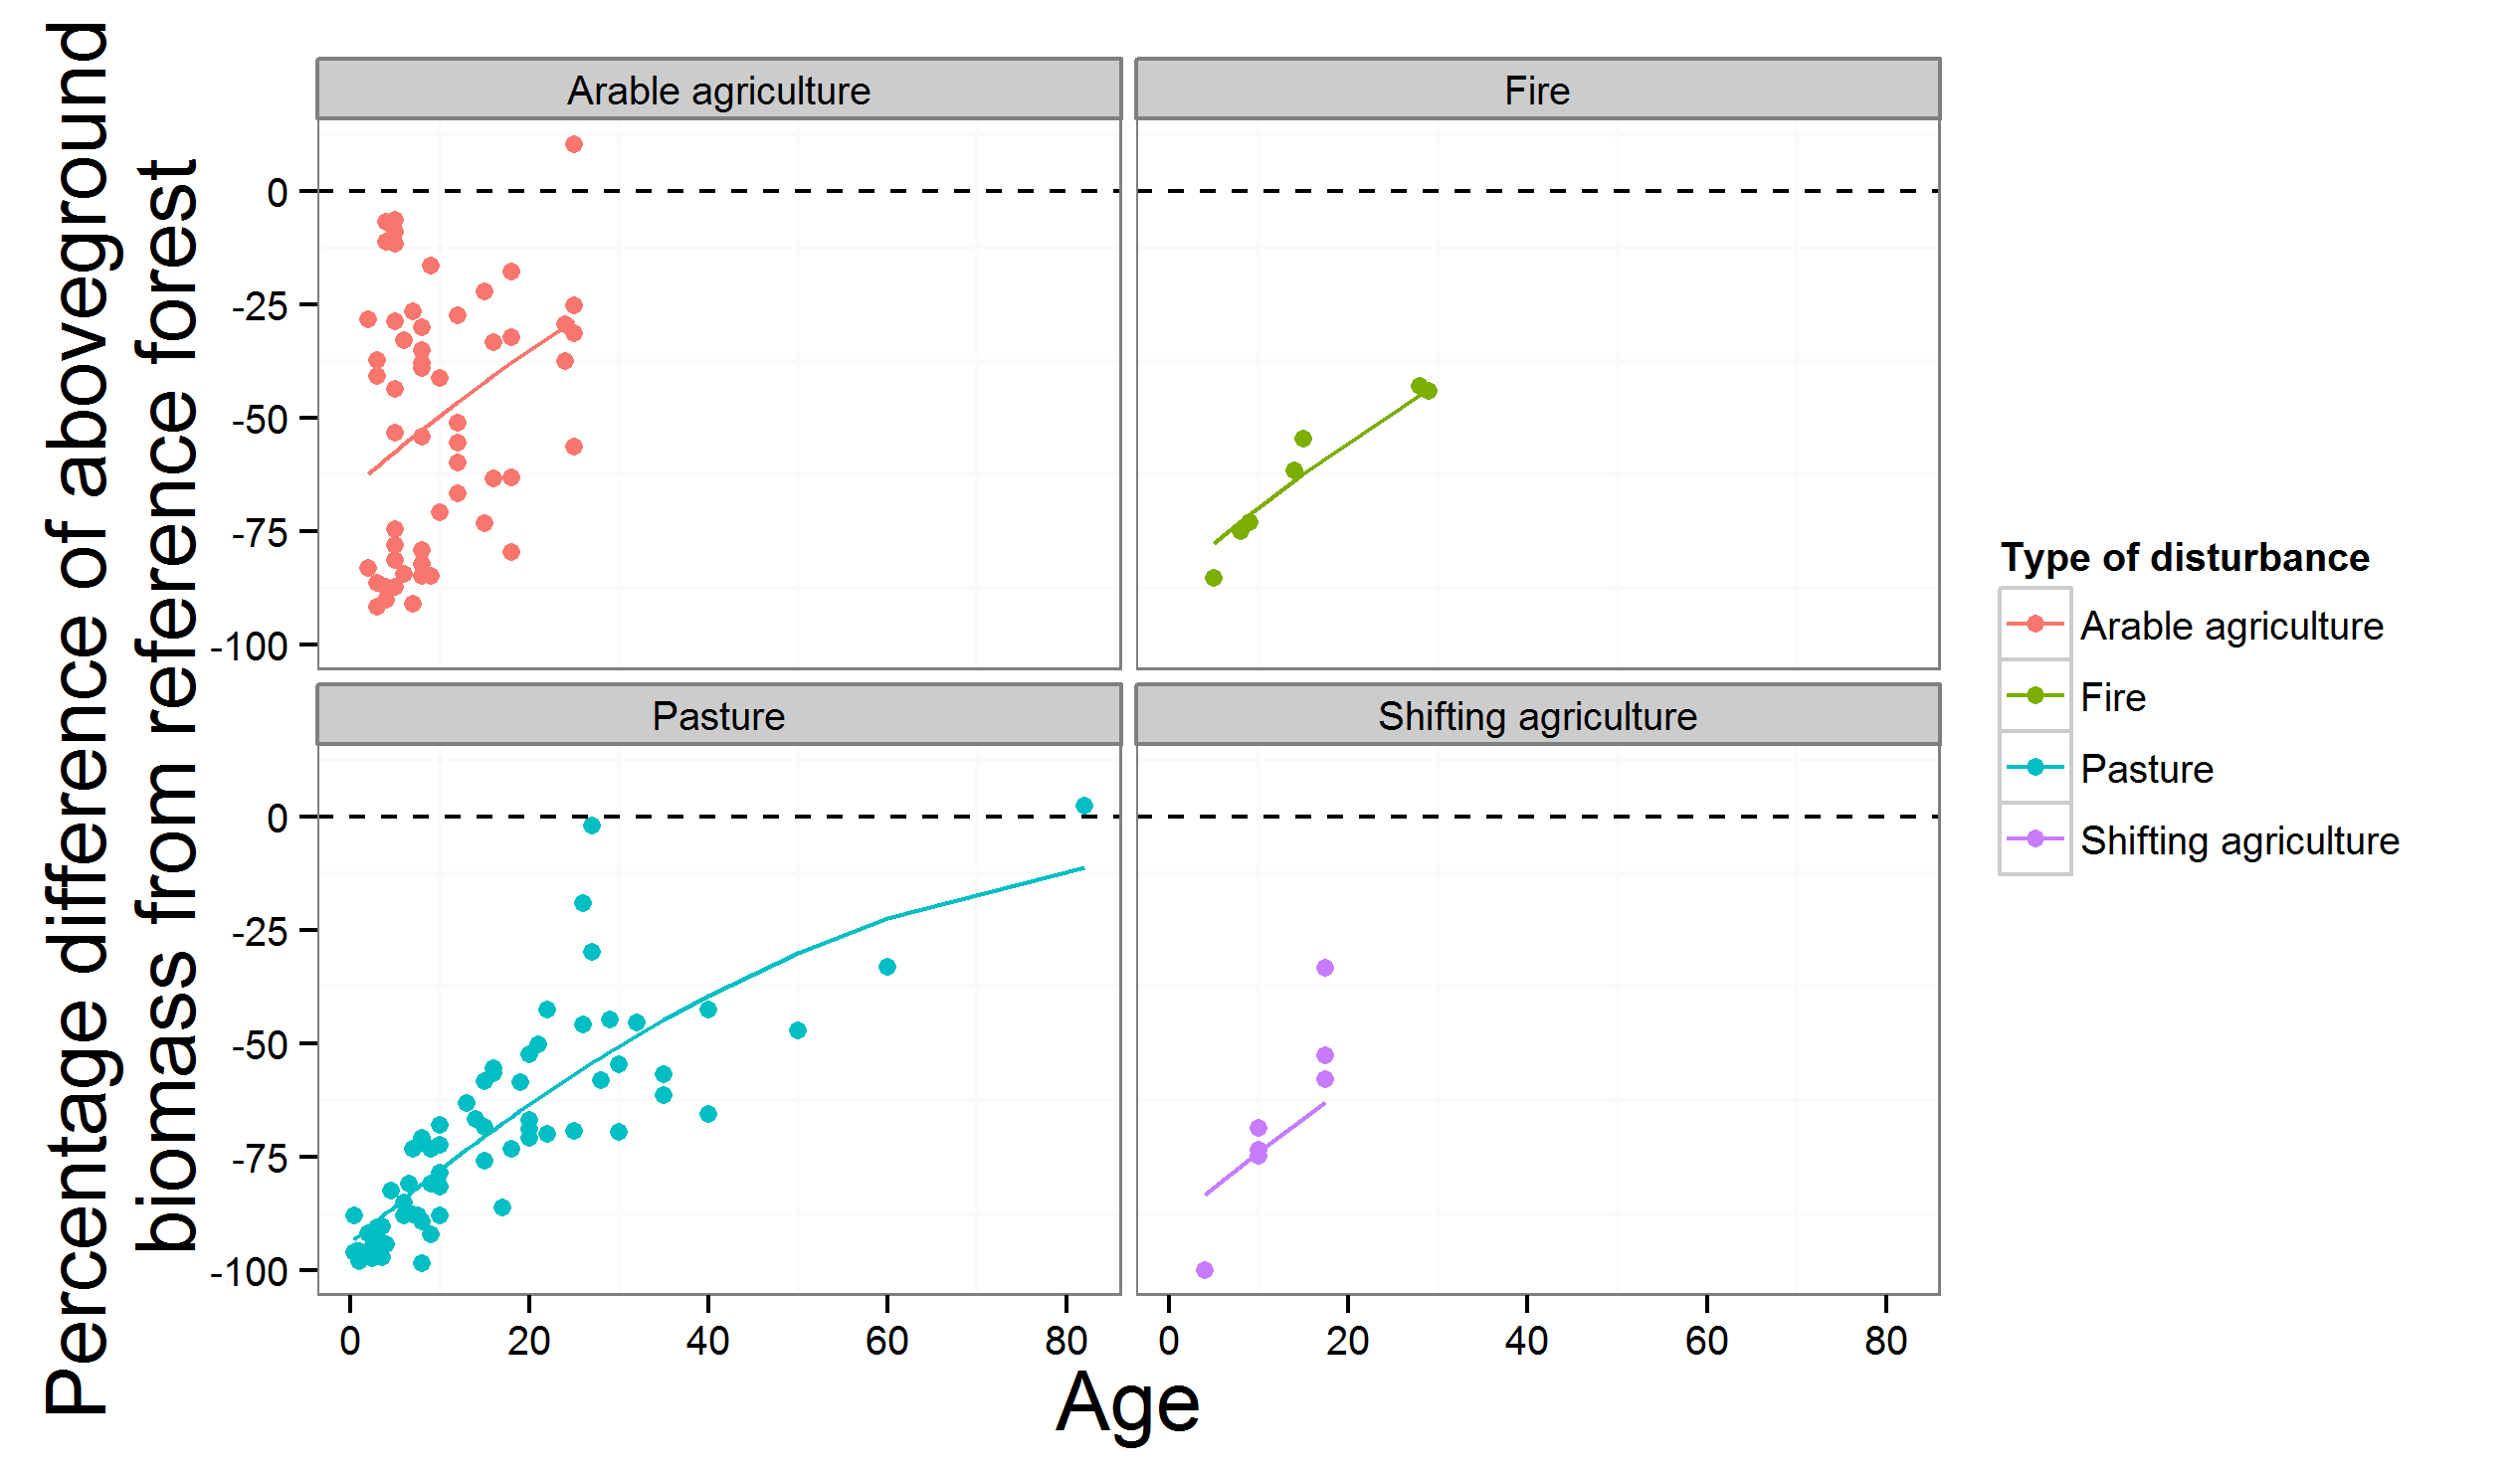 Percentage difference of aboveground
biomass from reference forest
Arable agriculture
Fire
0
-25
-50
-75
-100
Pasture
Shifting agriculture
0
-25
-50
-75
-100
0 20 40 60 80
0 20 40 60 80
Age
Type of disturbance
Arable agriculture
Fire
Pasture
Shifting agriculture